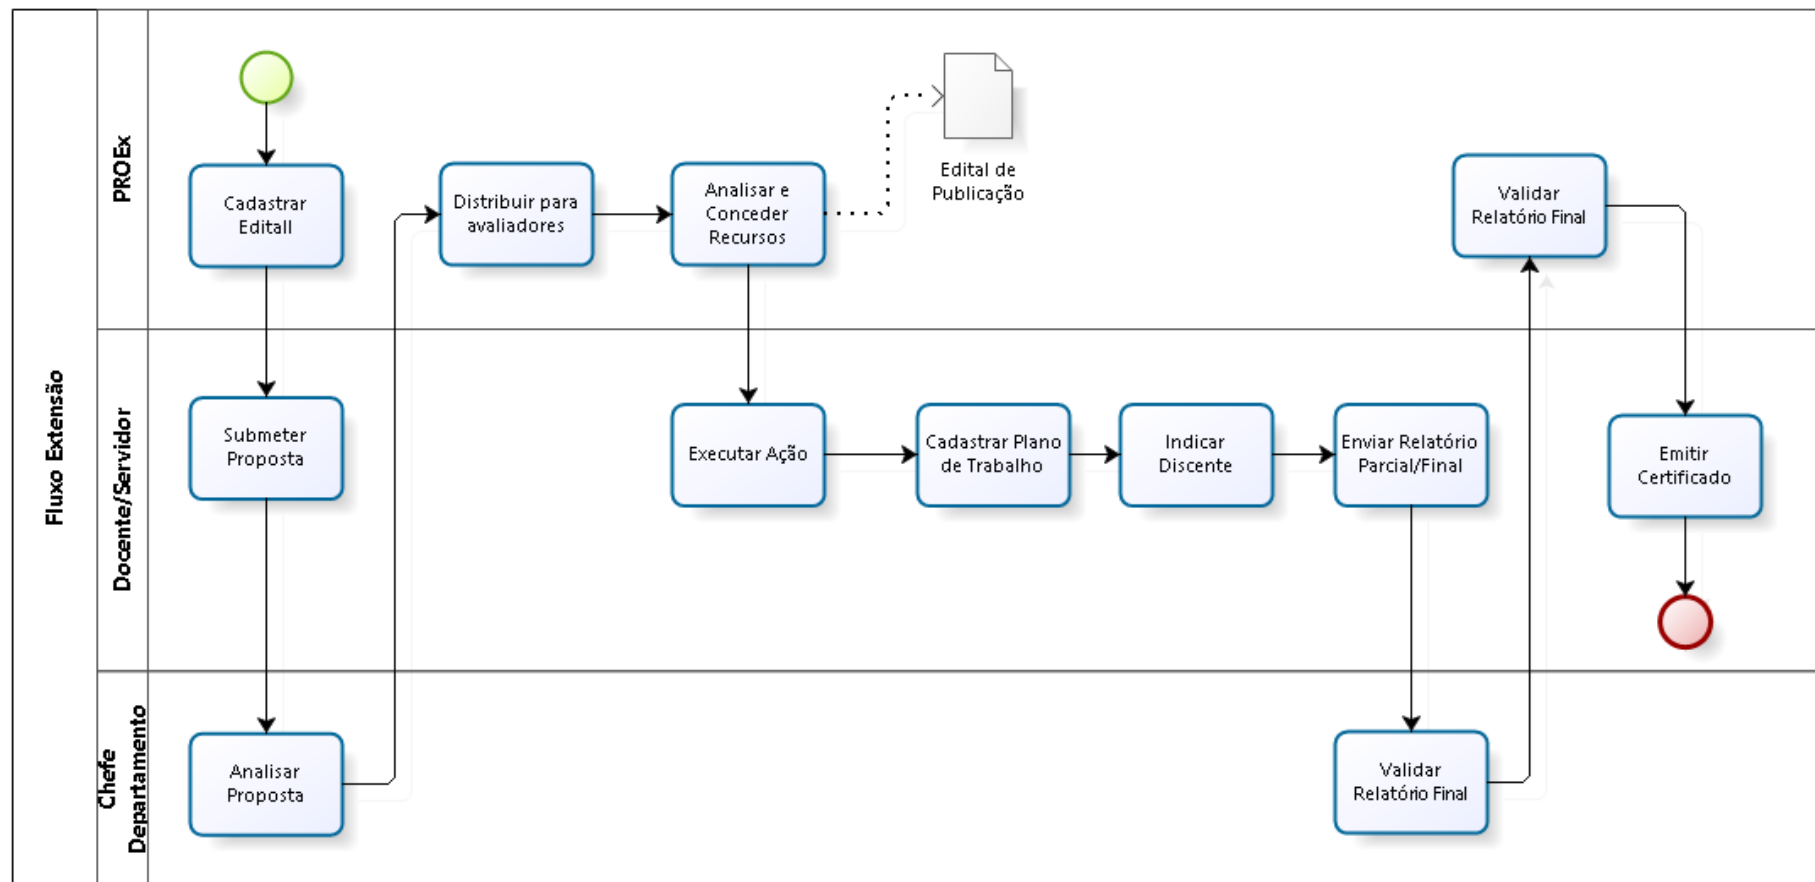 Fluxo Extensão
PROEx
Cadastrar
Editall
Distribuir para
avaliadores
Analisar e
Conceder
Recursos
Edital de
Publicação
Validar
Relatório Final
Docente/Servidor
Submeter
Proposta
Executar Ação
Cadastrar Plano
de Trabalho
Indicar
Discente
Enviar Relatório
Parcial/Final
Emitir
Certificado
Chefe
Departamento
Analisar
Proposta
Validar
Relatório Final